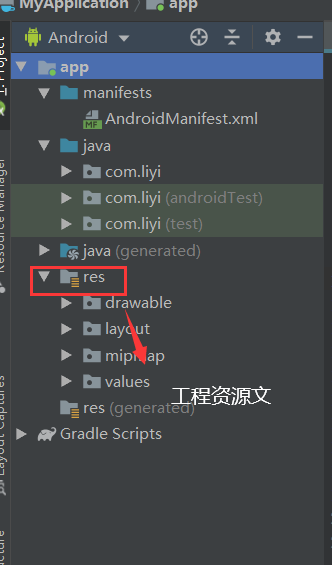 MyApplication app
Android
app
manifests
AndroidManifest.xml
java
com.liyi
com.liyi (androidTest)
com.liyi (test)
java (generated)
res
drawable
layout
mipmap
values
工程资源文
res (generated)
Gradle Scripts
1: Project
Resource Manager
Layout Captures